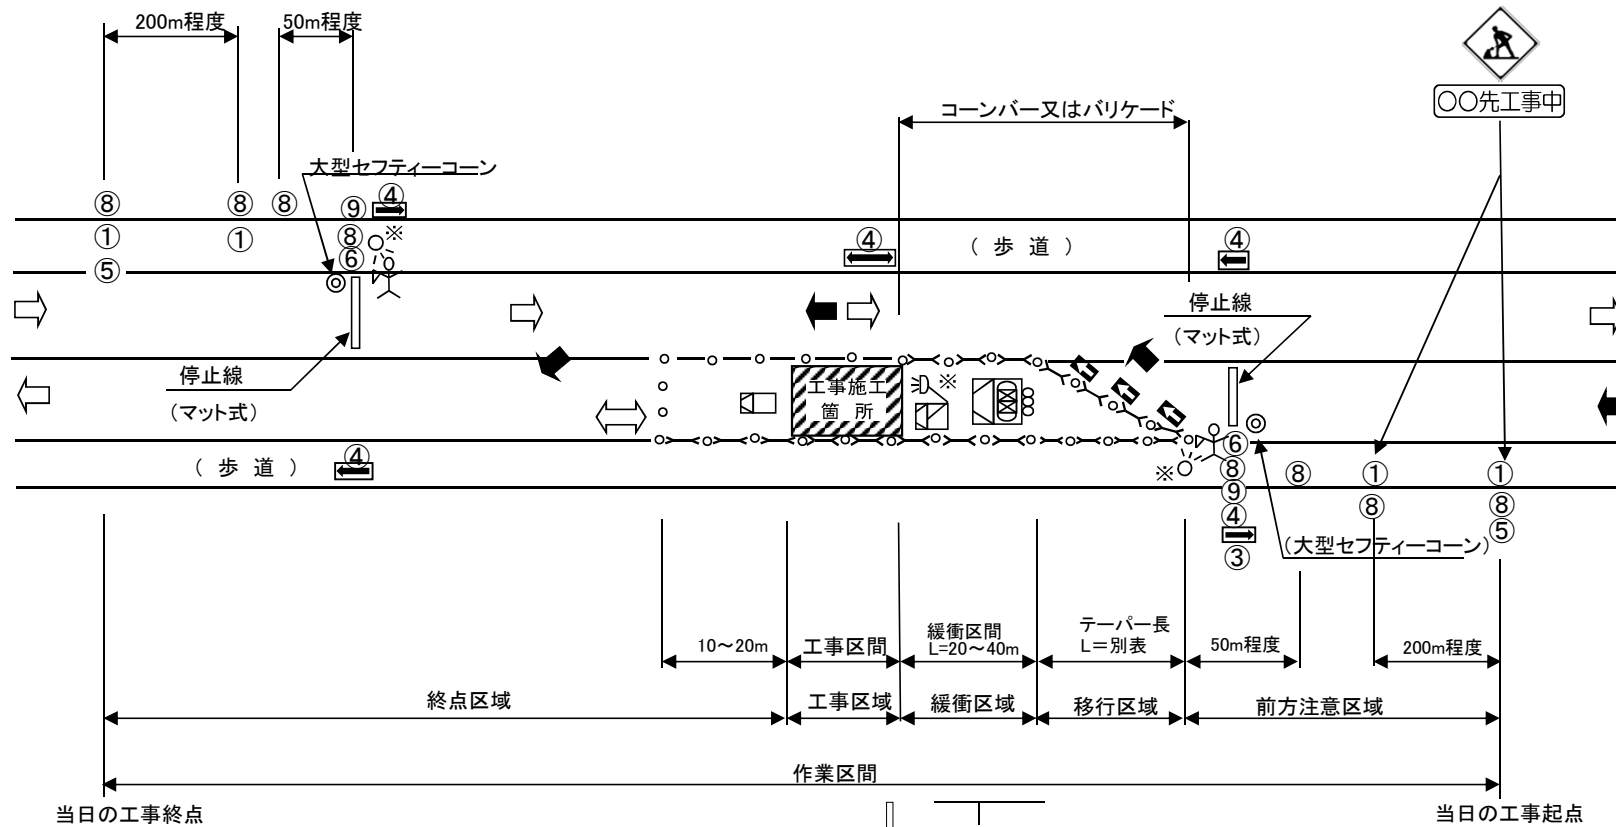 200m程度
50m程度
〇〇先工事中
コーンバー又はバリケード
大型セフティーコーン
⑧
⑧
⑧
⑨
④
①
①
⑧
※
⑤
⑥
④
(歩道)
④
停止線
(マット式)
停止線
(マット式)
工事施工
箇所
※
(歩道)
④
※
⑥
⑧
⑨
④
③
⑧
①
⑧
①
⑧
⑤
(大型セフティーコーン)
10～20m
工事区間
緩衝区間
L=20～40m
テーパー長
L＝別表
50m程度
200m程度
終点区域
工事区域
緩衝区域
移行区域
前方注意区域
作業区間
当日の工事終点
当日の工事起点